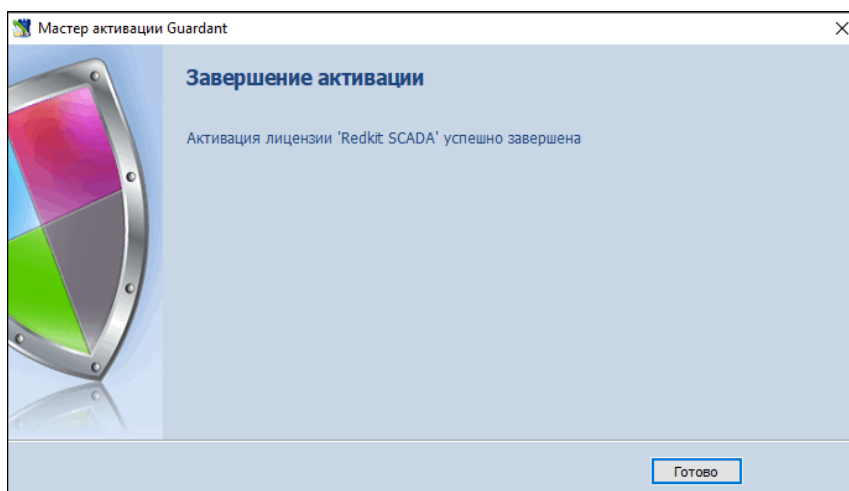 Мастер активации Guardant
Завершение активации
Активация лицензии 'Redkit SCADA' успешно завершена
Готово